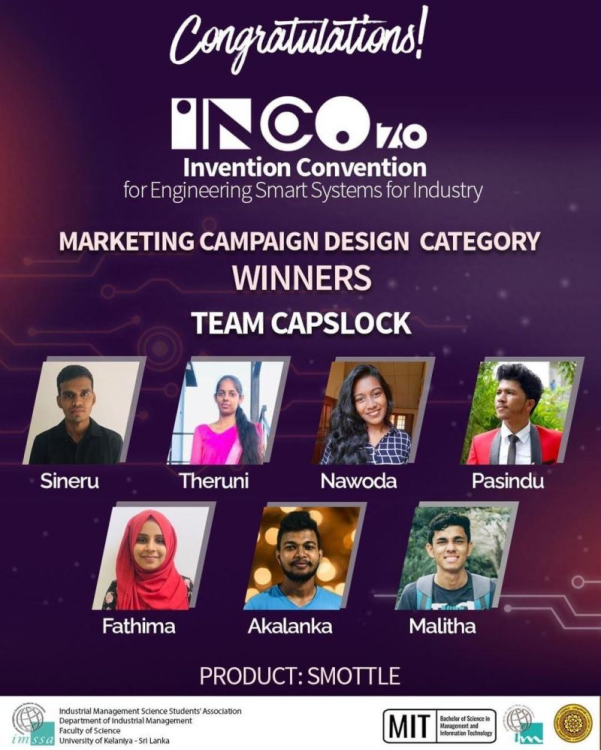 Congratulations!
INCO 7.0
Invention Convention
for Engineering Smart Systems for Industry
MARKETING CAMPAIGN DESIGN CATEGORY
WINNERS
TEAM CAPSLOCK
Sineru Theruni Nawoda Pasindu
Fathima Akalanka Malitha
PRODUCT: SMOTTLE
Industrial Management Science Students' Association
Department of Industrial Management
Faculty of Science
University of Kelaniya - Sri Lanka
imssa
MIT
Bachelor of Science in
Management and
Information Technology
im